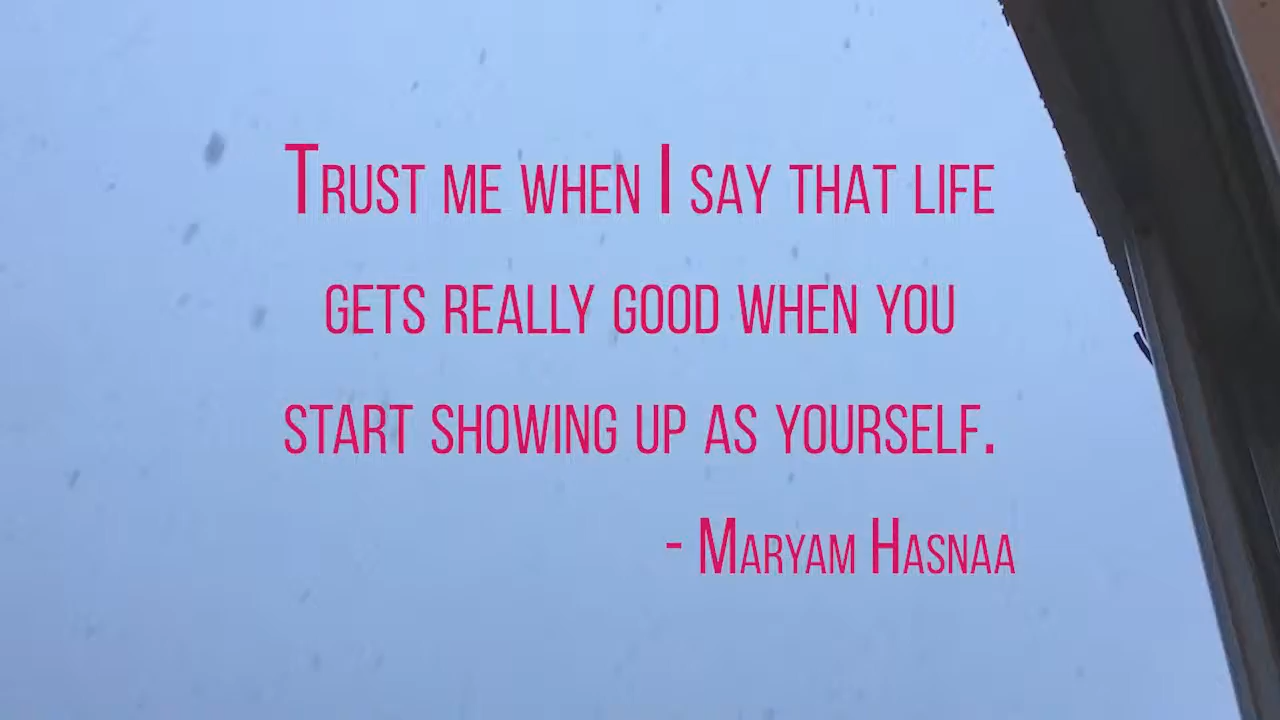 Trust me when I say that life
gets really good when you
start showing up as yourself.
- Maryam Hasnaa